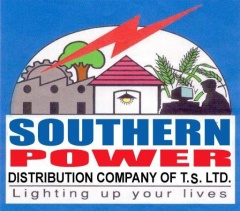 SOUTHERN
POWER
DISTRIBUTION COMPANY OF T.S. LTD.
Lighting up your lives